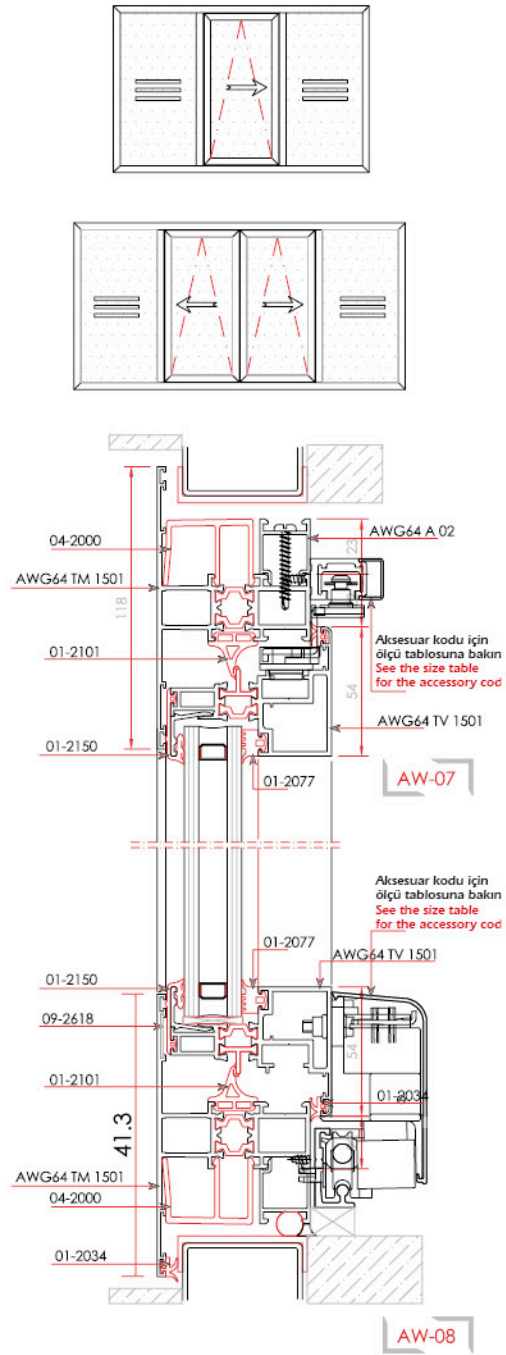 AWG64 A 02
23
04-2000
AWG64 TM 1501
118
Aksesuar kodu için
ölçü tablosuna bakın
See the size table
for the accessory cod
01-2101
54
AWG64 TV 1501
01-2150
01-2077
AW-07
Aksesuar kodu için
ölçü tablosuna bakın
See the size table
for the accessory cod
01-2077
AWG64 TV 1501
01-2150
09-2618
54
01-2101
01-2034
41.3
AWG64 TM 1501
04-2000
01-2034
AW-08